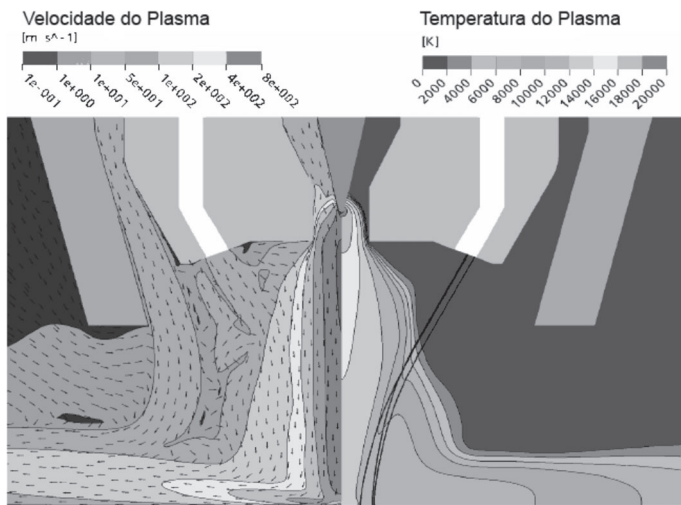 Velocidade do Plasma
[m s^-1]
1e-001 1e+000 1e+001 5e+001 1e+002 2e+002 4e+002 8e+002
Temperatura do Plasma
[K]
0 2000 4000 6000 8000 10000 12000 14000 16000 18000 20000